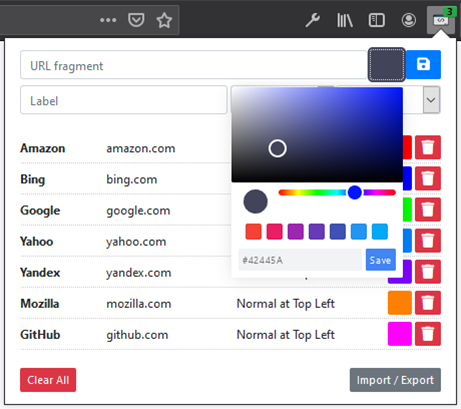 3
URL fragment
Label
Amazon amazon.com
Bing bing.com
Google google.com
Yahoo yahoo.com
Yandex yandex.com
#42445A Save
Mozilla mozilla.com Normal at Top Left
GitHub github.com Normal at Top Left
Clear All Import / Export